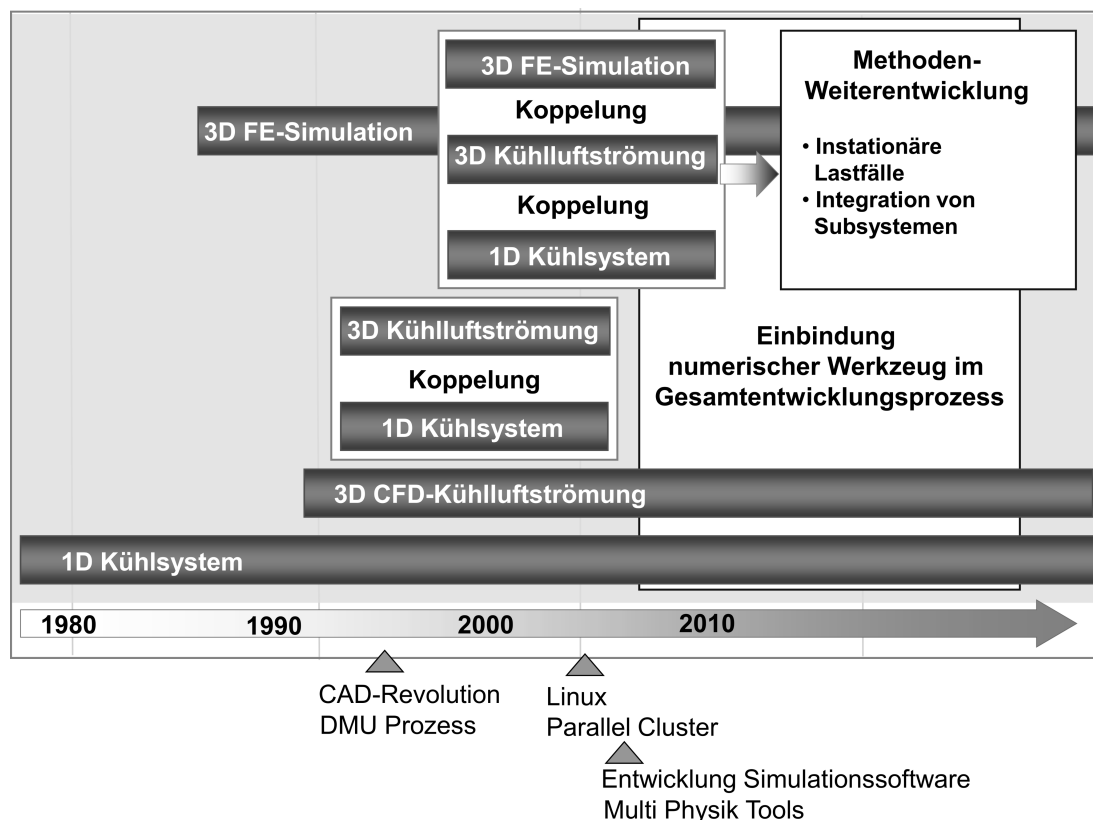 3D FE-Simulation
3D FE-Simulation
Koppelung
3D Kühlluftströmung
Koppelung
1D Kühlsystem
Methoden-
Weiterentwicklung
• Instationäre
Lastfälle
• Integration von
Subsystemen
3D Kühlluftströmung
Koppelung
1D Kühlsystem
Einbindung
numerischer Werkzeug im
Gesamtentwicklungsprozess
3D CFD-Kühlluftströmung
1D Kühlsystem
1980 1990 2000 2010
CAD-Revolution
DMU Prozess
Linux
Parallel Cluster
Entwicklung Simulationssoftware
Multi Physik Tools